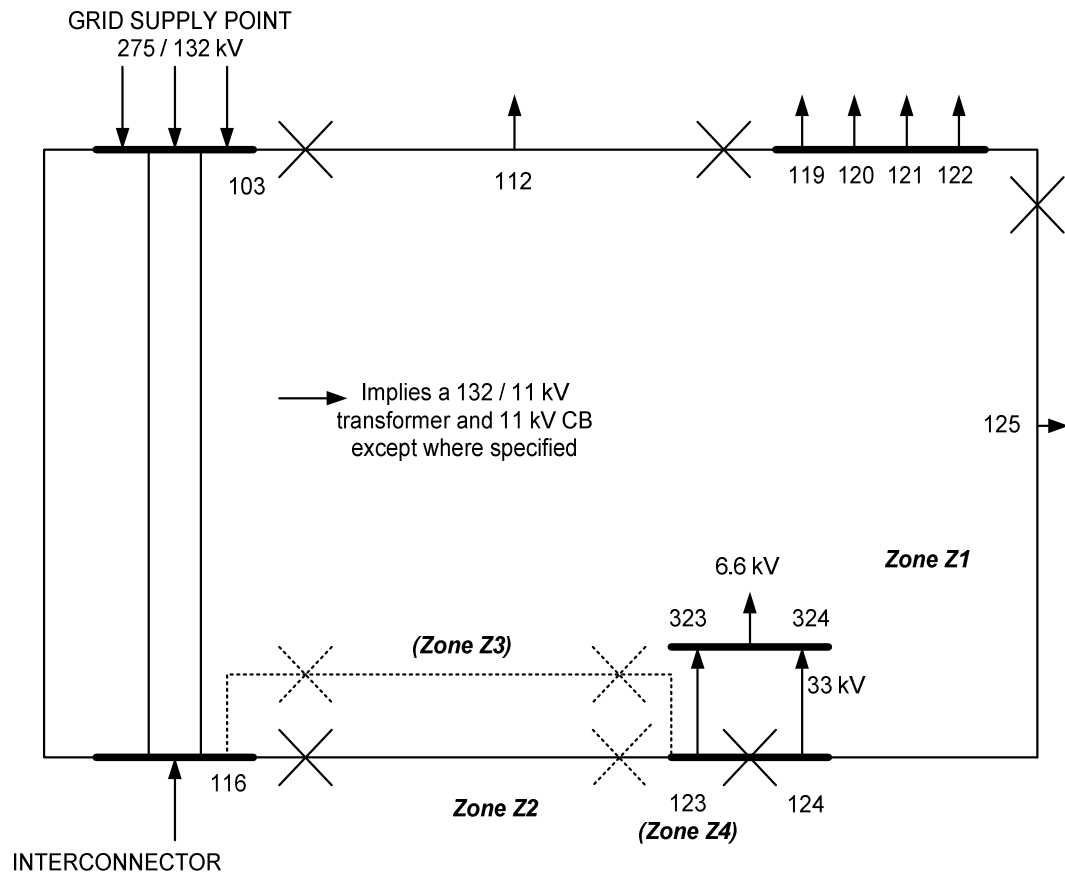 GRID SUPPLY POINT
275 / 132 kV
103
112
119
120
121
122
Implies a 132 / 11 kV
transformer and 11 kV CB
except where specified
125
Zone Z1
6.6 kV
323
324
(Zone Z3)
33 kV
116
Zone Z2
123
124
(Zone Z4)
INTERCONNECTOR